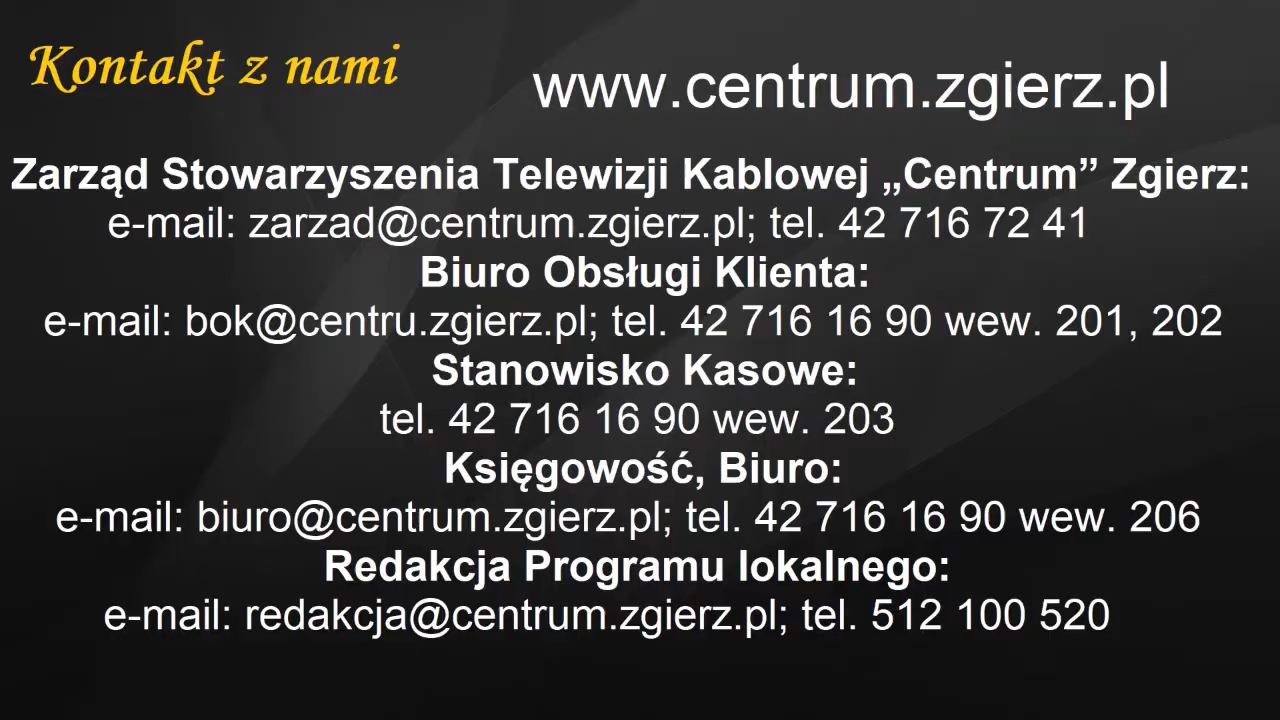 Kontakt z nami
www.centrum.zgierz.pl
Zarząd Stowarzyszenia Telewizji Kablowej „Centrum” Zgierz:
e-mail: zarzad@centrum.zgierz.pl; tel. 42 716 72 41
Biuro Obsługi Klienta:
e-mail: bok@centru.zgierz.pl; tel. 42 716 16 90 wew. 201, 202
Stanowisko Kasowe:
tel. 42 716 16 90 wew. 203
Księgowość, Biuro:
e-mail: biuro@centrum.zgierz.pl; tel. 42 716 16 90 wew. 206
Redakcja Programu lokalnego:
e-mail: redakcja@centrum.zgierz.pl; tel. 512 100 520